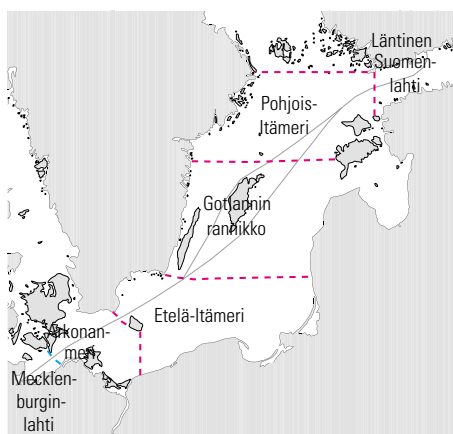 Läntinen
Suomen-
lahti
Pohjois-
Itämeri
Gotlannin
rannikko
Etelä-Itämeri
Arkonan-
meri
Mecklen-
burgin-
lahti